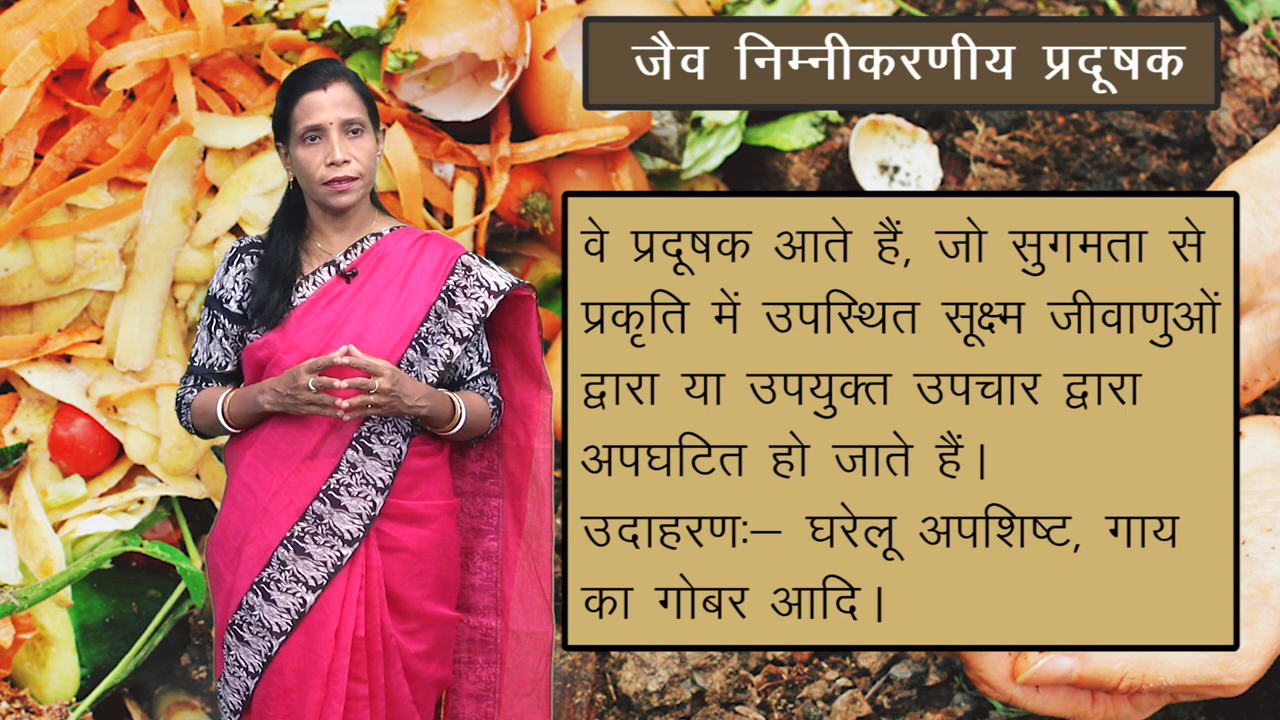 जैव निम्नीकरणीय प्रदूषक
वे प्रदूषक आते हैं, जो सुगमता से
प्रकृति में उपस्थित सूक्ष्म जीवाणुओं
द्वारा या उपयुक्त उपचार द्वारा
अपघटित हो जाते हैं।
उदाहरणः– घरेलू अपशिष्ट, गाय
का गोबर आदि।